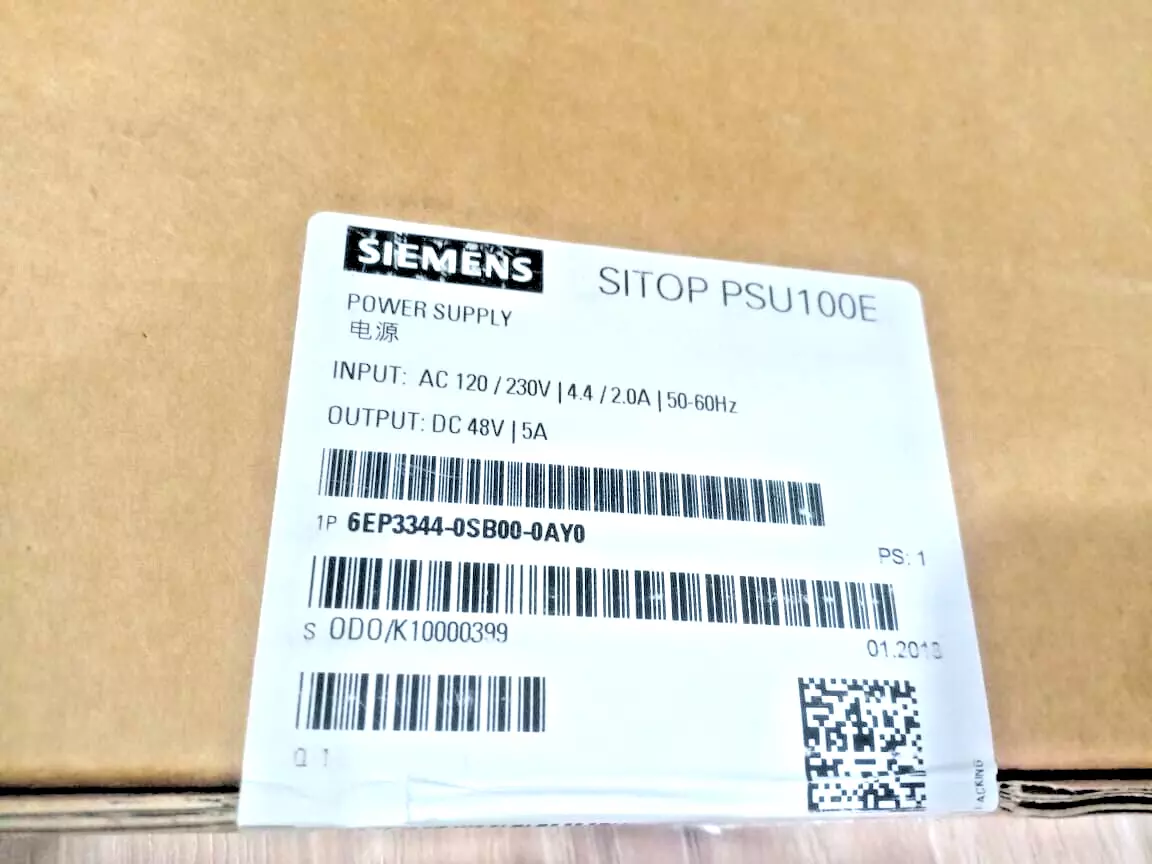 SIEMENS
SITOP PSU100E
POWER SUPPLY
电源
INPUT: AC 120 / 230V | 4.4 / 2.0A | 50-60Hz
OUTPUT: DC 48V | 5A
1P 6EP3344-0SB00-0AY0
PS: 1
S ODO/K10000399
Q 1